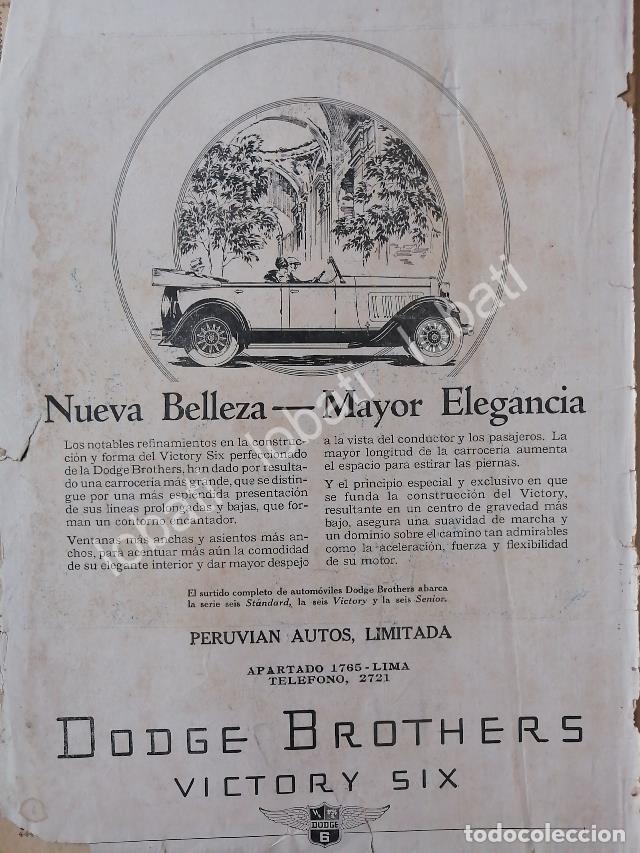 Nueva Belleza — Mayor Elegancia
Los notables refinamientos en la construc-
ción y forma del Victory Six perfeccionado
de la Dodge Brothers, han dado por resulta-
do una carrocería más grande, que se distin-
gue por una más espléndida presentación
de sus líneas prolongadas y bajas, que for-
man un contorno encantador.
Ventanas más anchas y asientos más an-
chos, para acentuar más aún la comodidad
de su elegante interior y dar mayor despejo
a la vista del conductor y los pasajeros. La
mayor longitud de la carrocería aumenta
el espacio para estirar las piernas.
Y el principio especial y exclusivo en que
se funda la construcción del Victory,
resultante en un centro de gravedad más
bajo, asegura una suavidad de marcha y
un dominio sobre el camino tan admirables
como la aceleración, fuerza y flexibilidad
de su motor.
El surtido completo de automóviles Dodge Brothers abarca
la serie seis Standard, la seis Victory y la seis Senior.
PERUVIAN AUTOS, LIMITADA
APARTADO 1765 - LIMA
TELEFONO, 2721
DODGE BROTHERS
VICTORY SIX
DODGE
6
lobati lobati lobati
todocoleccion.net